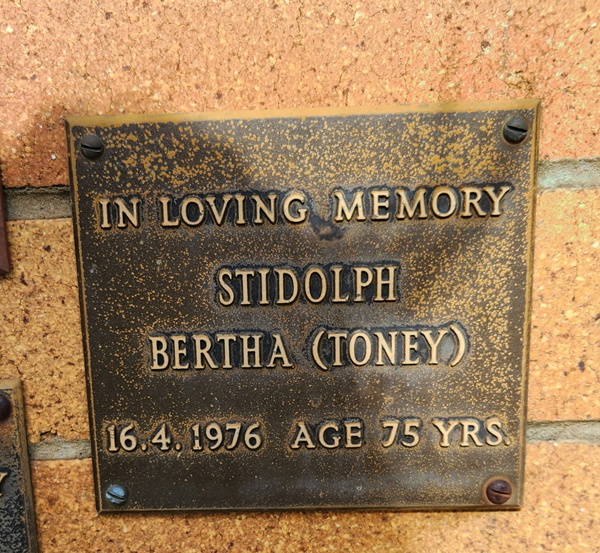 IN LOVING MEMORY
STIDOLPH
BERTHA (TONEY)
16.4.1976 AGE 75 YRS.